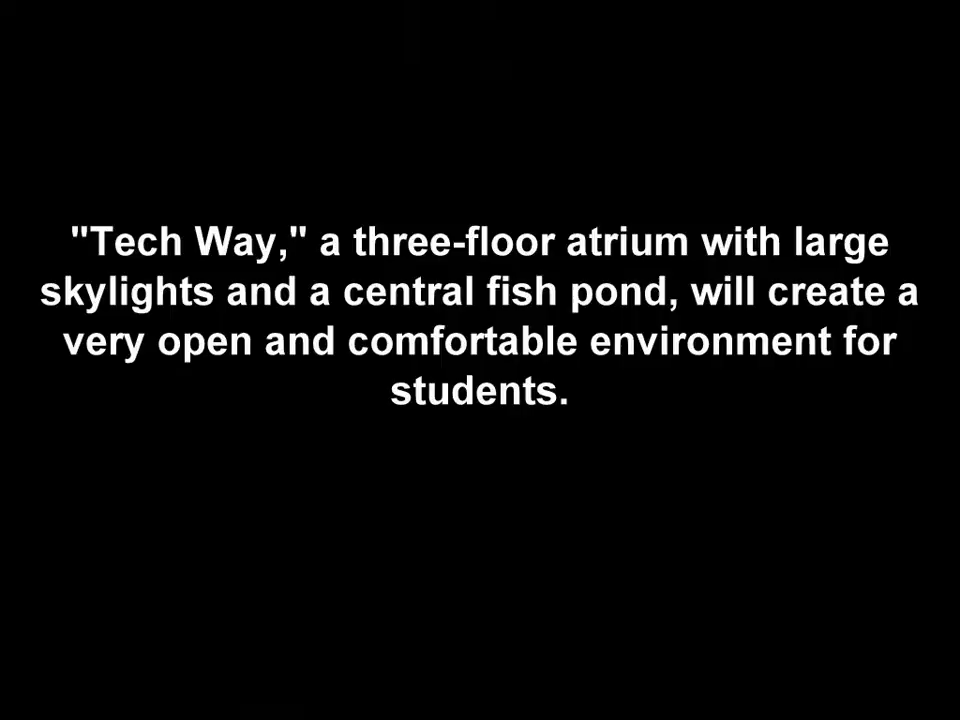 "Tech Way," a three-floor atrium with large
skylights and a central fish pond, will create a
very open and comfortable environment for
students.